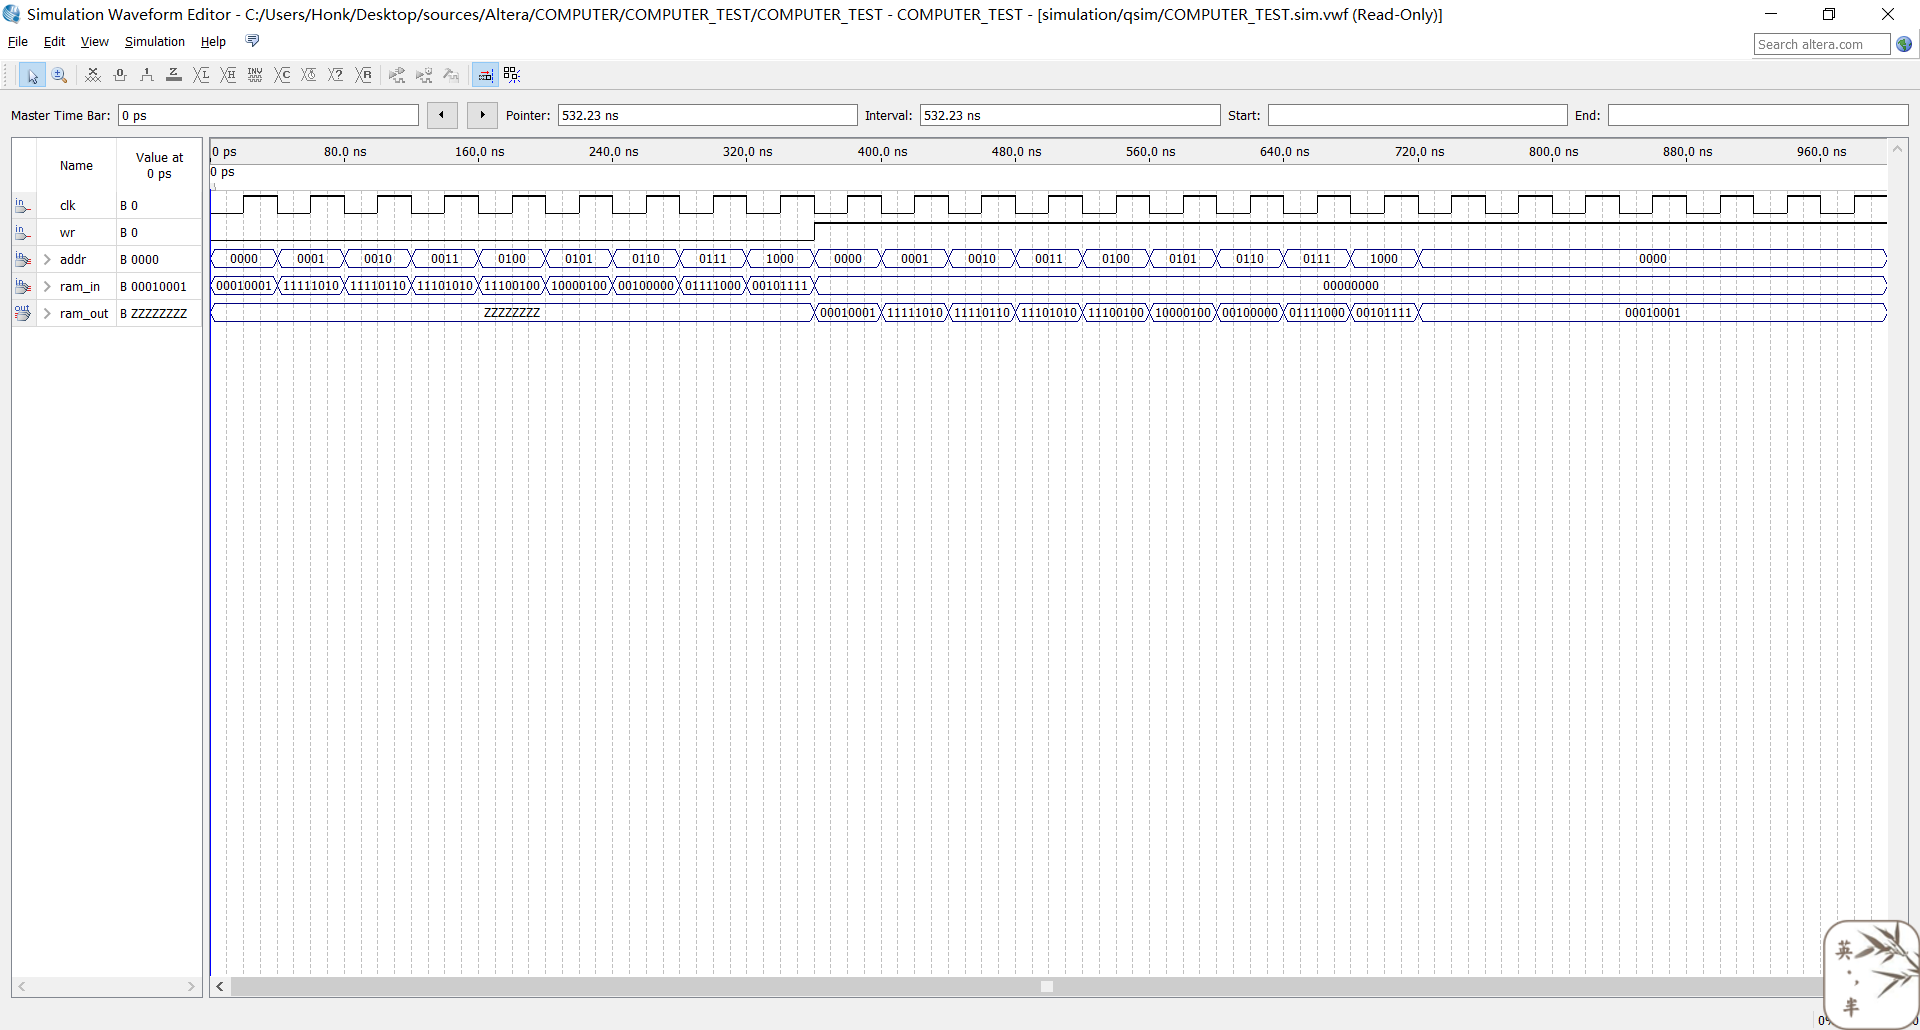 Simulation Waveform Editor - C:/Users/Honk/Desktop/sources/Altera/COMPUTER/COMPUTER_TEST/COMPUTER_TEST - COMPUTER_TEST - [simulation/qsim/COMPUTER_TEST.sim.vwf (Read-Only)]
File Edit View Simulation Help
Search altera.com
Master Time Bar: 0 ps Pointer: 532.23 ns Interval: 532.23 ns Start: End:
Name Value at 0 ps
0 ps 80.0 ns 160.0 ns 240.0 ns 320.0 ns 400.0 ns 480.0 ns 560.0 ns 640.0 ns 720.0 ns 800.0 ns 880.0 ns 960.0 ns
0 ps
clk B 0
wr B 0
addr B 0000 0000 0001 0010 0011 0100 0101 0110 0111 1000 0000 0001 0010 0011 0100 0101 0110 0111 1000 0000
ram_in B 00010001 00010001 11111010 11110110 11101010 11100100 10000100 00100000 01111000 00101111 00000000
ram_out B ZZZZZZZZ ZZZZZZZZ 00010001 11111010 11110110 11101010 11100100 10000100 00100000 01111000 00101111 00010001
英
半